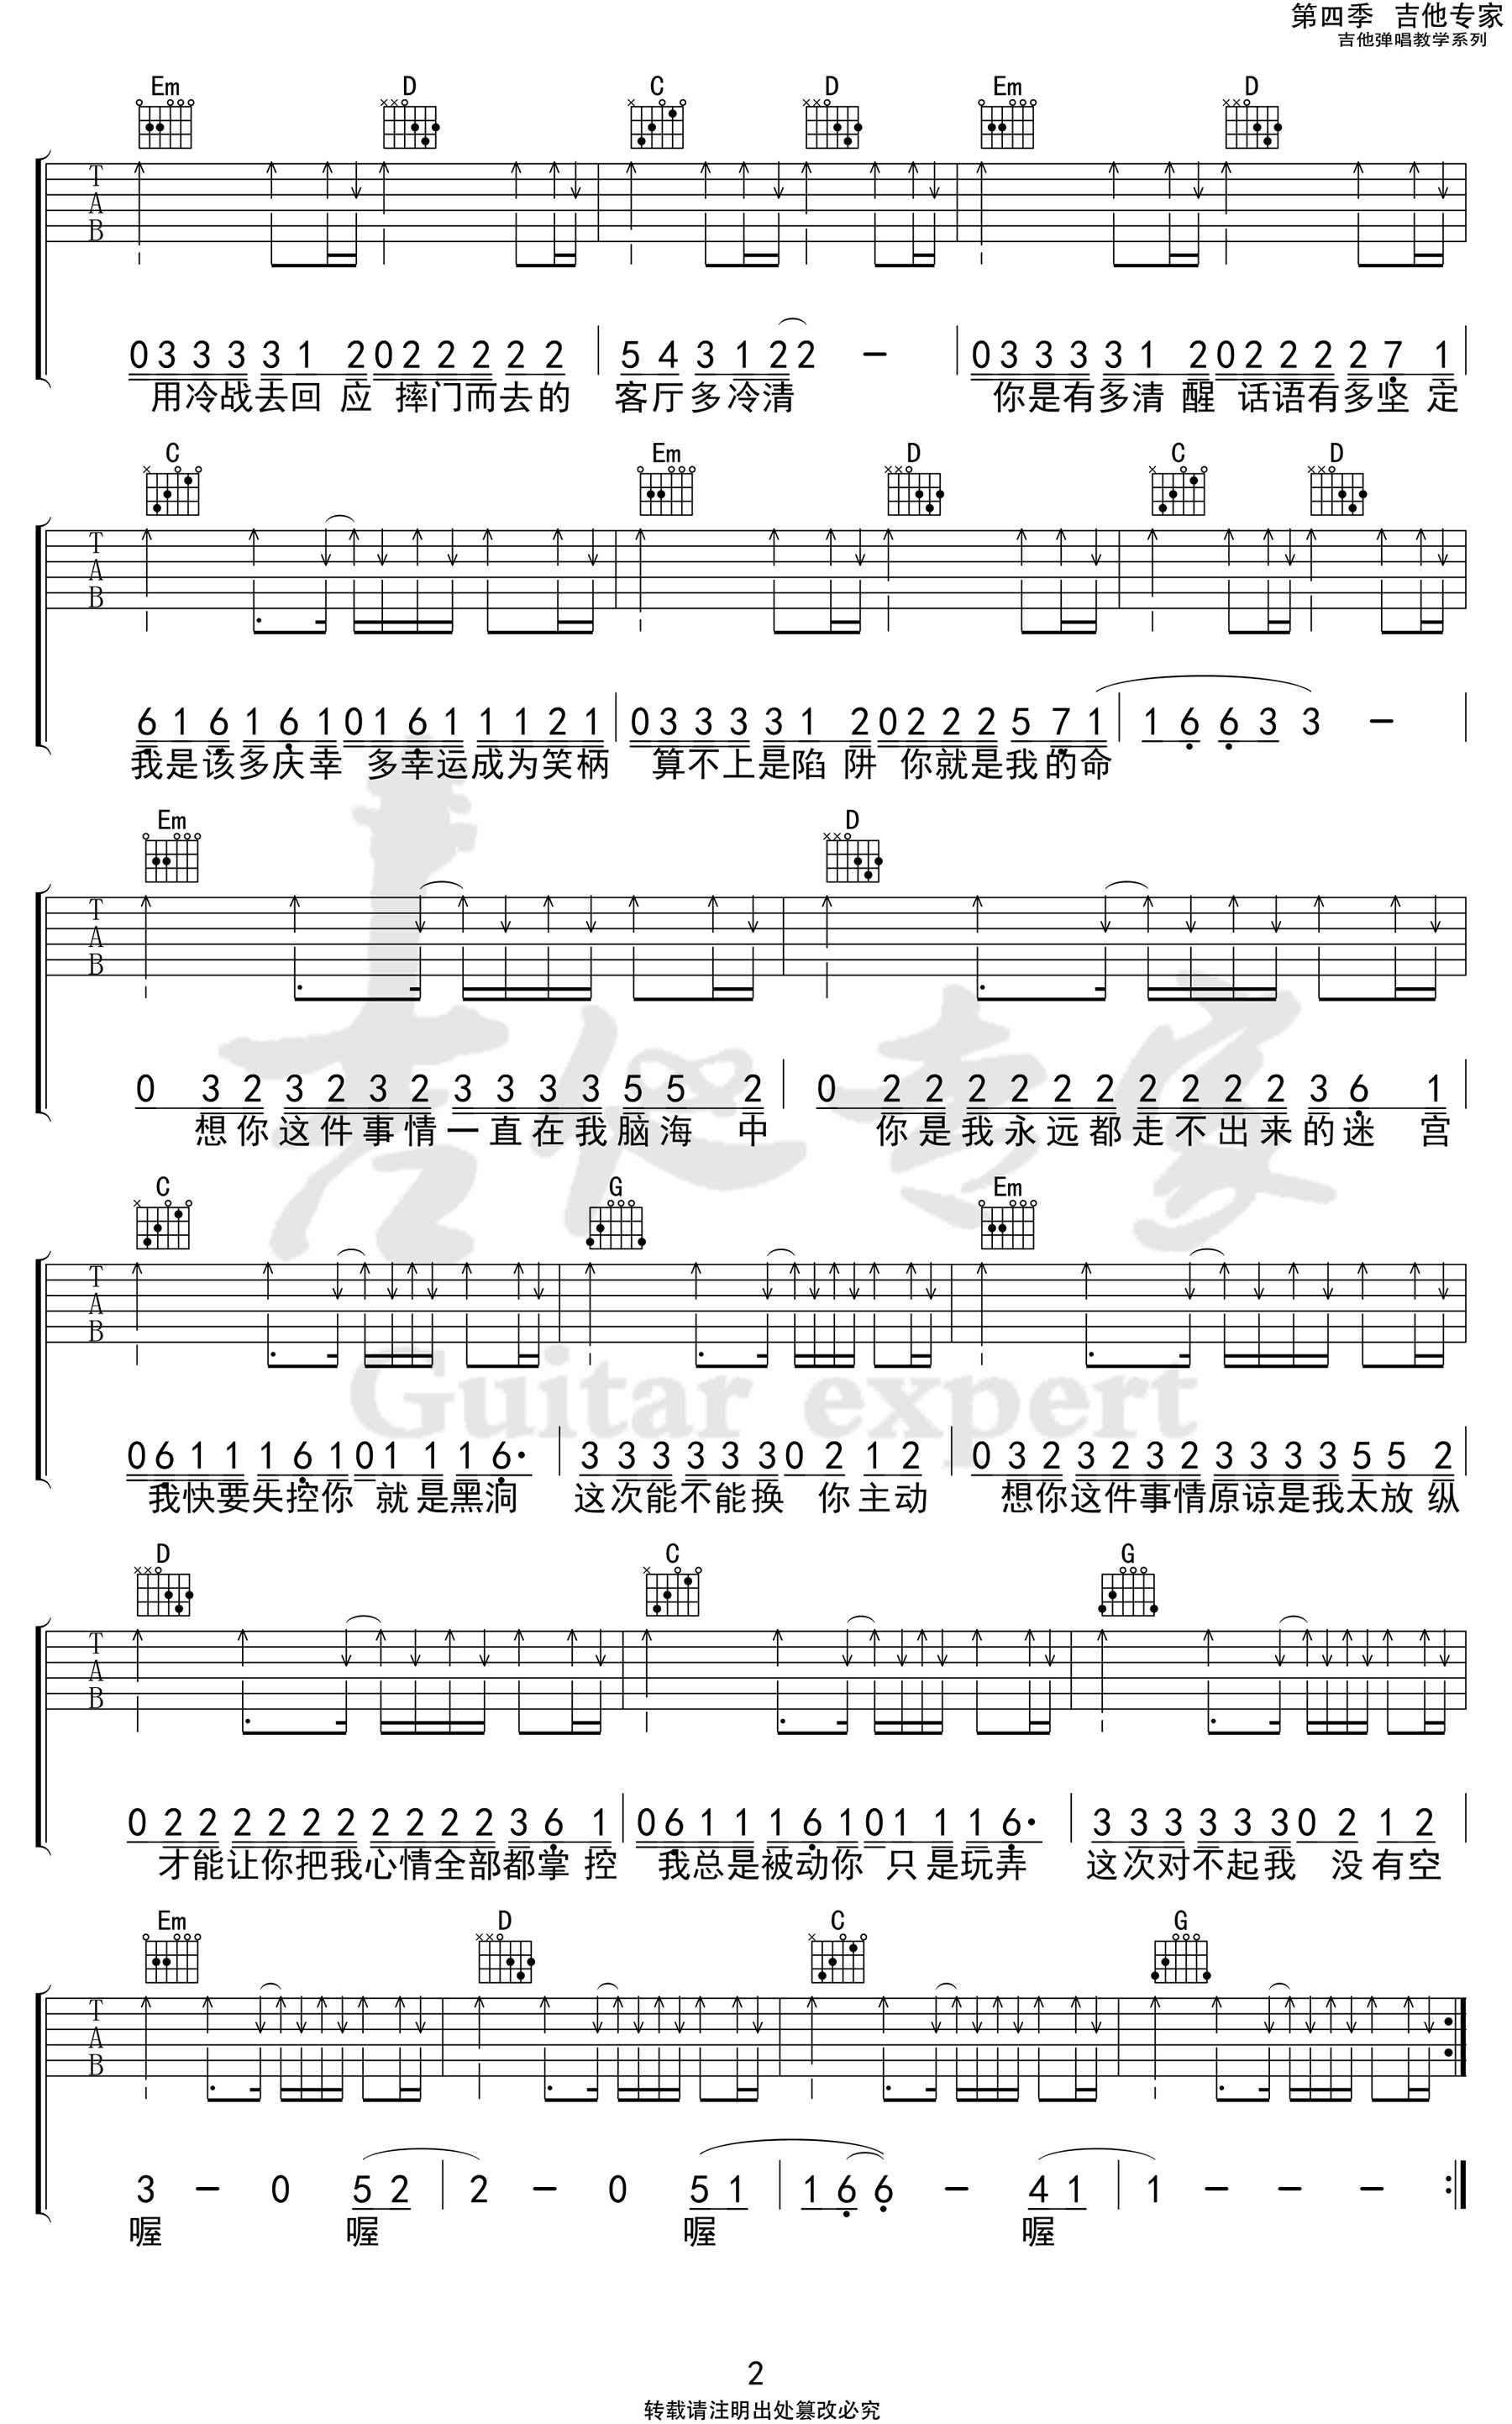 第四季 吉他专家
吉他弹唱教学系列
Em D C D Em D
T
A
B
0 3 3 3 3 1 2 0 2 2 2 2 2 5 4 3 1 2 2 - 0 3 3 3 3 1 2 0 2 2 2 2 7 1
用冷战去回 应 摔门而去的 客厅多冷清 你是有多清 醒 话语有多坚 定
C Em D C D
T
A
B
6 1 6 1 6 1 0 1 6 1 1 1 2 1 0 3 3 3 3 1 2 0 2 2 2 5 7 1 1 6 6 3 3 -
我是该多庆幸 多幸运成为笑柄 算不上是陷 阱 你就是我的命
Em D
T
A
B
0 3 2 3 2 3 2 3 3 3 3 5 5 2 0 2 2 2 2 2 2 2 2 2 2 3 6 1
想你这件事情一直在我脑海 中 你是我永远都走不出来的迷 宫
吉他专家
C G Em
T
A
B
Guitar expert
0 6 1 1 1 6 1 0 1 1 1 6· 3 3 3 3 3 3 0 2 1 2 0 3 2 3 2 3 2 3 3 3 3 5 5 2
我快要失控你 就是黑洞 这次能不能换 你主动 想你这件事情原谅是我太放 纵
D C G
T
A
B
0 2 2 2 2 2 2 2 2 2 2 3 6 1 0 6 1 1 1 6 1 0 1 1 1 6· 3 3 3 3 3 3 0 2 1 2
才能让你把我心情全部都掌 控 我总是被动你 只是玩弄 这次对不起我 没有空
Em D C G
T
A
B
3 - 0 5 2 2 - 0 5 1 1 6 6 - 4 1 1 - - -
喔 喔 喔 喔
2
转载请注明出处篡改必究